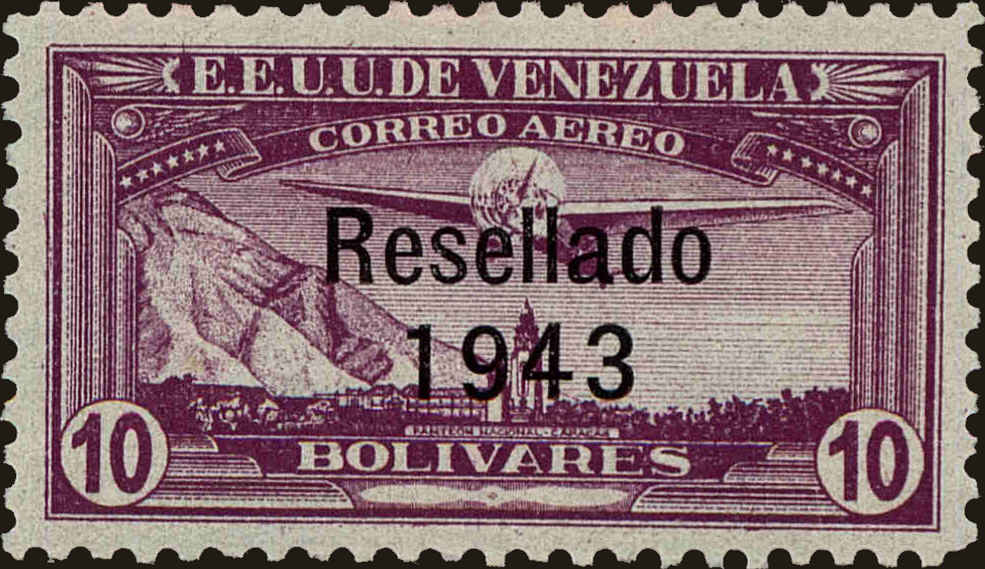 E.E.U.U.DE VENEZUELA
CORREO AEREO
Resellado
1943
PANTEON NACIONAL-CARACAS
10
BOLIVARES
10